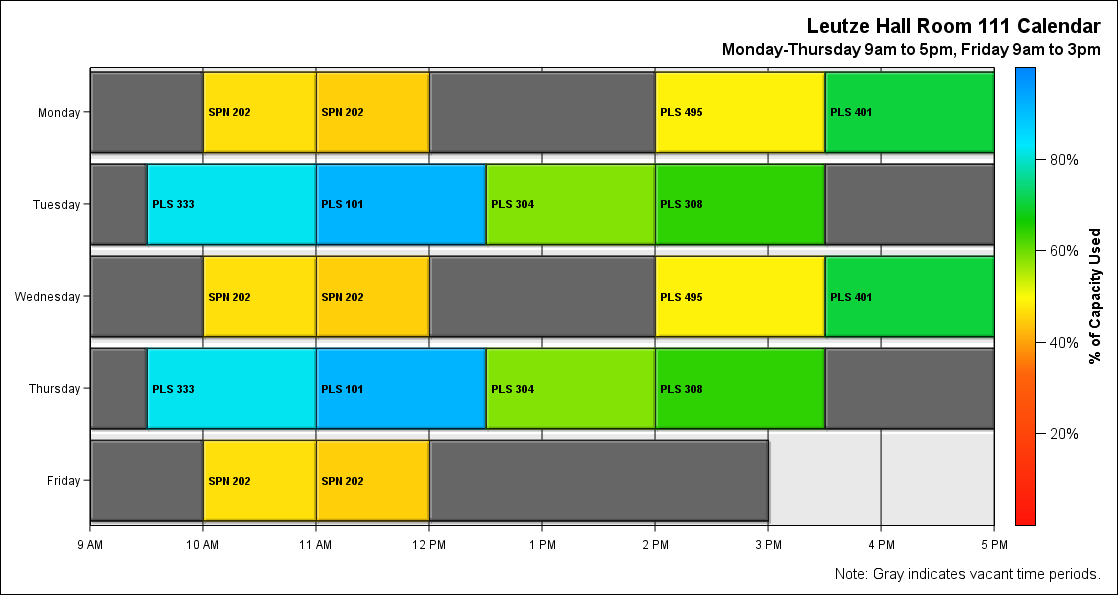 Leutze Hall Room 111 Calendar
Monday-Thursday 9am to 5pm, Friday 9am to 3pm
Monday
SPN 202
SPN 202
PLS 495
PLS 401
Tuesday
PLS 333
PLS 101
PLS 304
PLS 308
Wednesday
SPN 202
SPN 202
PLS 495
PLS 401
Thursday
PLS 333
PLS 101
PLS 304
PLS 308
Friday
SPN 202
SPN 202
9 AM
10 AM
11 AM
12 PM
1 PM
2 PM
3 PM
4 PM
5 PM
80%
60%
40%
20%
% of Capacity Used
Note: Gray indicates vacant time periods.